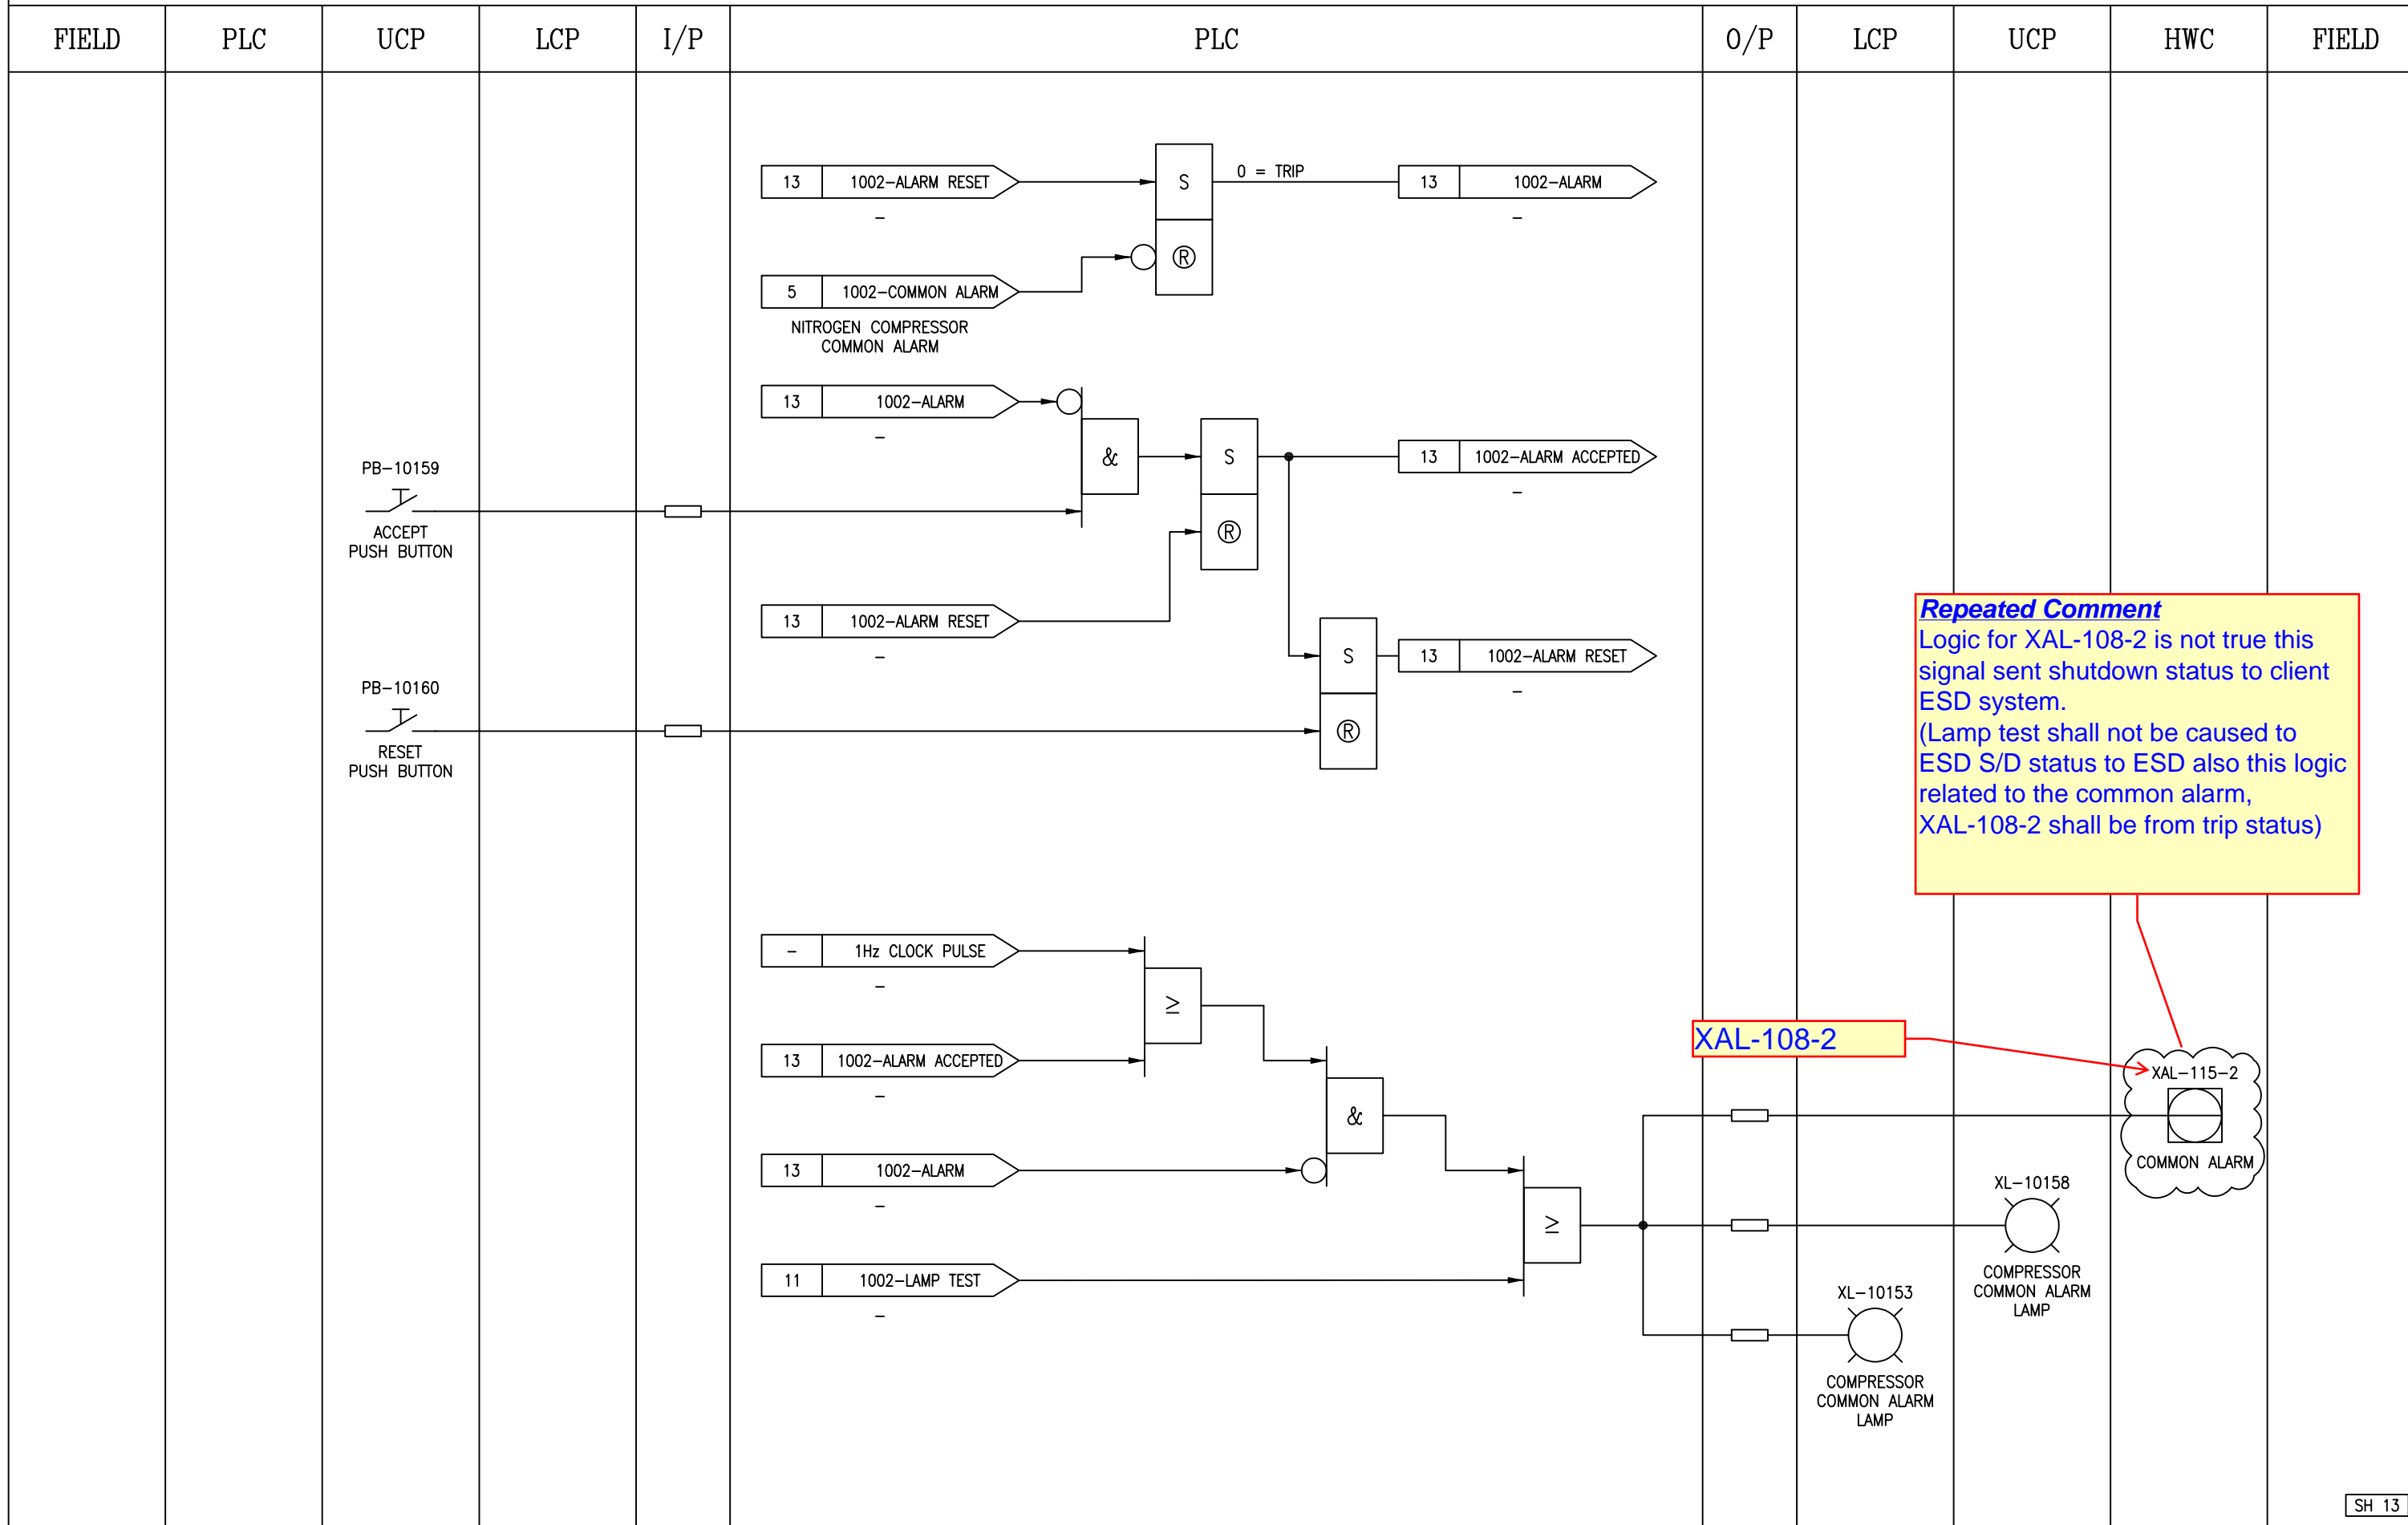 FIELD PLC UCP LCP I/P PLC O/P LCP UCP HWC FIELD
13 1002-ALARM RESET
-
S
Ⓡ
0 = TRIP
13 1002-ALARM
-
5 1002-COMMON ALARM
NITROGEN COMPRESSOR
COMMON ALARM
13 1002-ALARM
-
&
S
Ⓡ
13 1002-ALARM ACCEPTED
-
PB-10159
ACCEPT
PUSH BUTTON
13 1002-ALARM RESET
-
S
Ⓡ
13 1002-ALARM RESET
-
PB-10160
RESET
PUSH BUTTON
Repeated Comment
Logic for XAL-108-2 is not true this
signal sent shutdown status to client
ESD system.
(Lamp test shall not be caused to
ESD S/D status to ESD also this logic
related to the common alarm,
XAL-108-2 shall be from trip status)
- 1Hz CLOCK PULSE
-
≥
13 1002-ALARM ACCEPTED
-
&
13 1002-ALARM
-
≥
11 1002-LAMP TEST
-
XAL-108-2
XAL-115-2
COMMON ALARM
XL-10158
COMPRESSOR
COMMON ALARM
LAMP
XL-10153
COMPRESSOR
COMMON ALARM
LAMP
SH 13